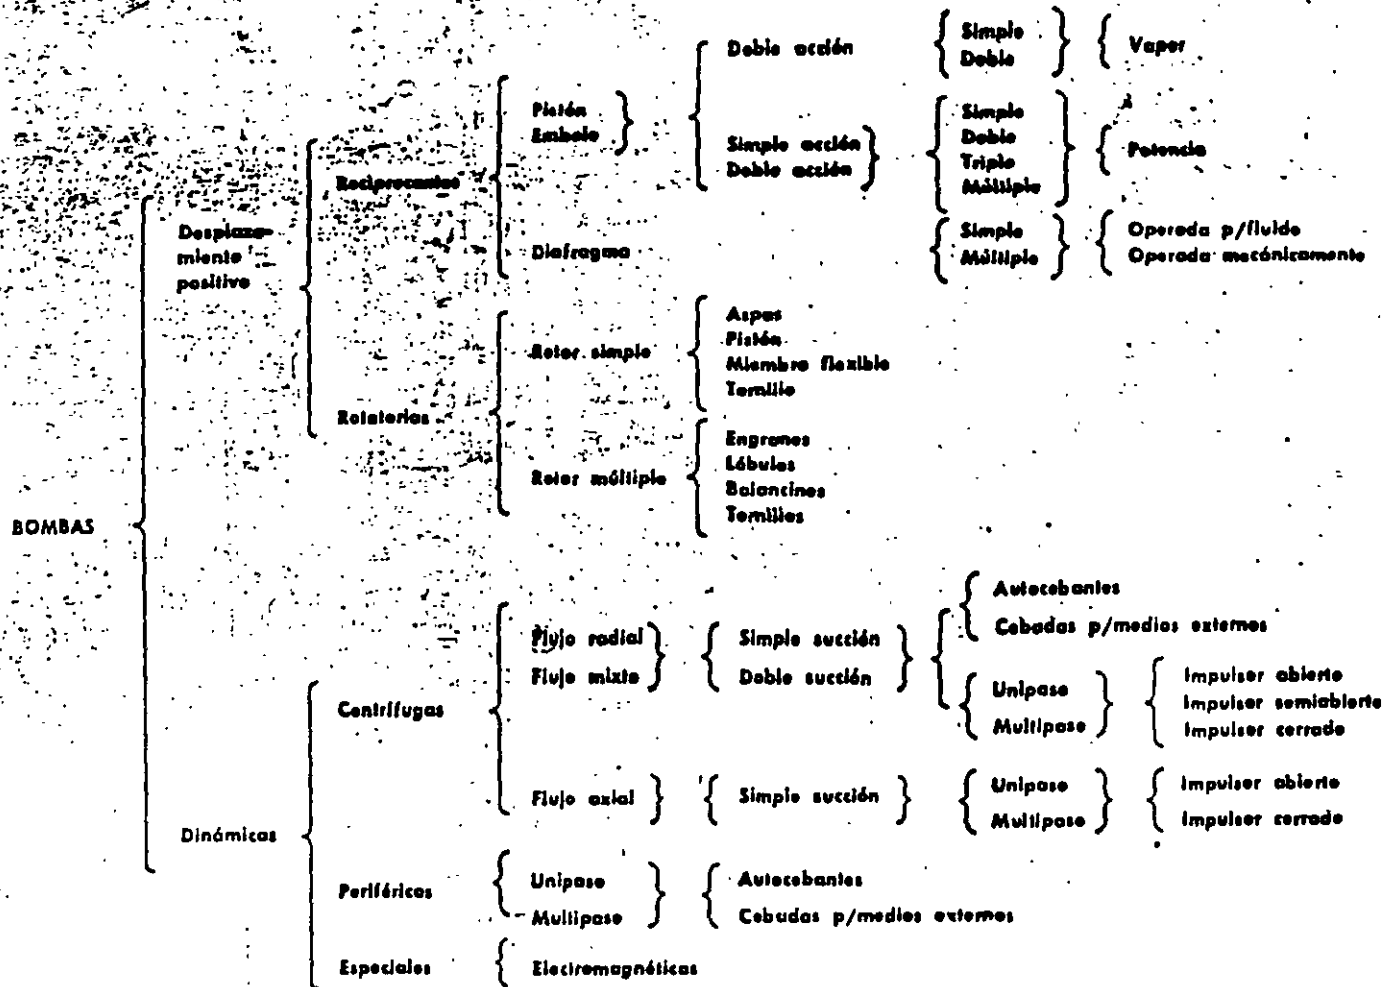 BOMBAS
Desplaza-
miento
positivo
Reciprocantes
Pistón
Embolo
Doble acción
Simple
Doble
Vapor
Simple acción
Doble acción
Simple
Doble
Triple
Múltiple
Potencia
Diafragma
Simple
Múltiple
Operada p/fluido
Operada mecánicamente
Rotatorias
Rotor simple
Aspas
Pistón
Miembro flexible
Tornillo
Rotor múltiple
Engranes
Lóbulos
Balancines
Tornillos
Dinámicas
Centrífugas
Flujo radial
Flujo mixto
Simple succión
Doble succión
Autocebantes
Cebadas p/medios externos
Unipaso
Multipaso
Impulsor abierto
Impulsor semiabierto
Impulsor cerrado
Flujo axial
Simple succión
Unipaso
Multipaso
Impulsor abierto
Impulsor cerrado
Periféricas
Unipaso
Multipaso
Autocebantes
Cebadas p/medios externos
Especiales
Electromagnéticas